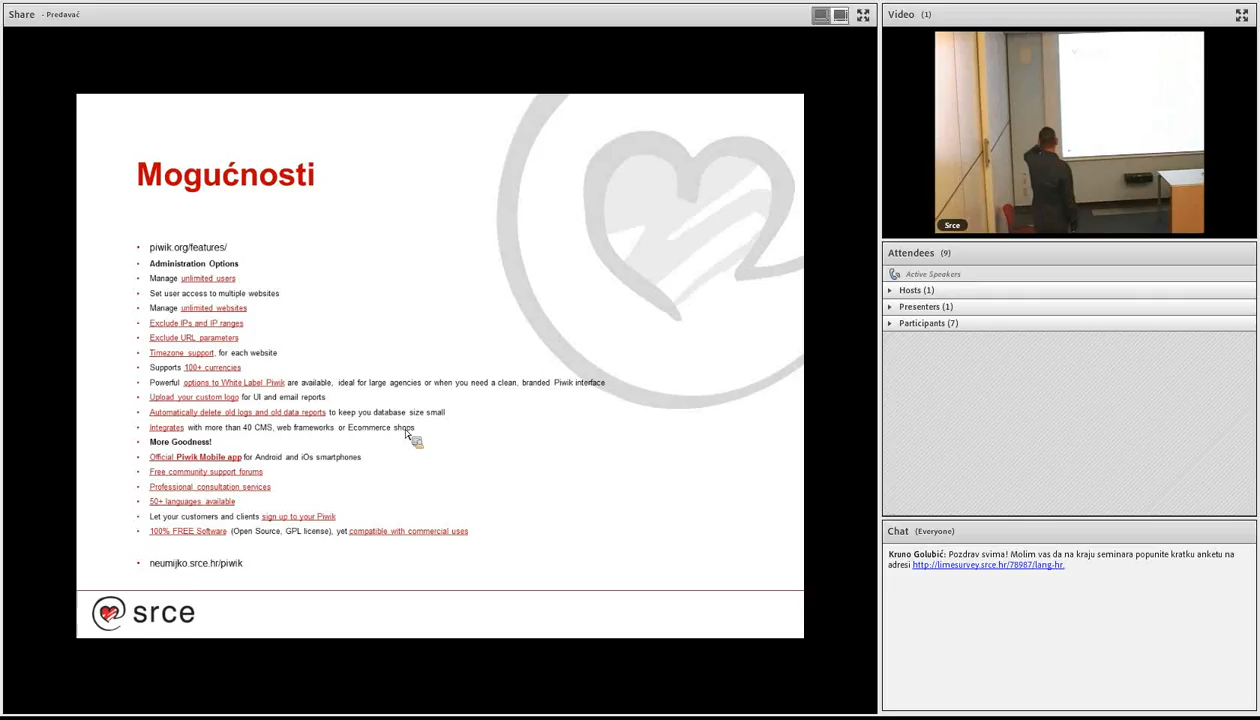 Share - Predavač
Mogućnosti
• piwik.org/features/
• Administration Options
• Manage unlimited users
• Set user access to multiple websites
• Manage unlimited websites
• Exclude IPs and IP ranges
• Exclude URL parameters
• Timezone support, for each website
• Supports 100+ currencies
• Powerful options to White Label Piwik are available, ideal for large agencies or when you need a clean, branded Piwik interface
• Upload your custom logo for UI and email reports
• Automatically delete old logs and old data reports to keep you database size small
• Integrates with more than 40 CMS, web frameworks or Ecommerce shops
• More Goodness!
• Official Piwik Mobile app for Android and iOs smartphones
• Free community support forums
• Professional consultation services
• 50+ languages available
• Let your customers and clients sign up to your Piwik
• 100% FREE Software (Open Source, GPL license), yet compatible with commercial uses
• neumijko.srce.hr/piwik
srce
Video (1)
Srce
Attendees (9)
Active Speakers
Hosts (1)
Presenters (1)
Participants (7)
Chat (Everyone)
Kruno Golubić: Pozdrav svima! Molim vas da na kraju seminara popunite kratku anketu na
adresi http://limesurvey.srce.hr/78987/lang-hr.